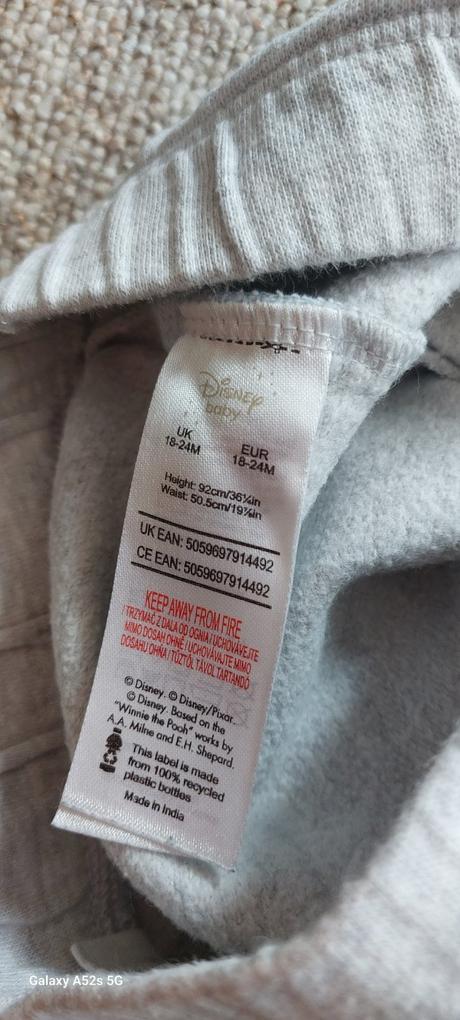 Disney
baby
UK
18-24M
EUR
18-24M
Height: 92cm/36¼in
Waist: 50.5cm/19⅞in
UK EAN: 5059697914492
CE EAN: 5059697914492
KEEP AWAY FROM FIRE
/ TRZYMAĆ Z DALA OD OGNIA / UCHOVÁVEJTE
MIMO DOSAH OHNĚ / UCHOVÁVAJTE MIMO
DOSAHU OHŇA / TŰZTŐL TÁVOL TARTANDÓ
© Disney. © Disney/Pixar.
© Disney. Based on the
"Winnie the Pooh" works by
A.A. Milne and E.H. Shepard.
This label is made
from 100% recycled
plastic bottles
Made in India
Galaxy A52s 5G